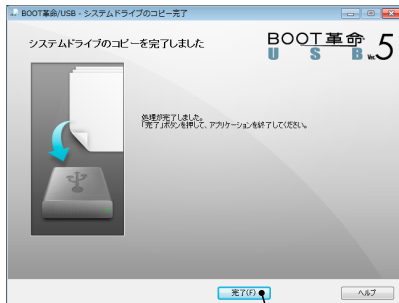 BOOT革命/USB - システムドライブのコピー完了
システムドライブのコピーを完了しました
BOOT革命
USB Ver.5
処理が完了しました。
「完了」ボタンを押して、アプリケーションを終了してください。
完了(F)
ヘルプ